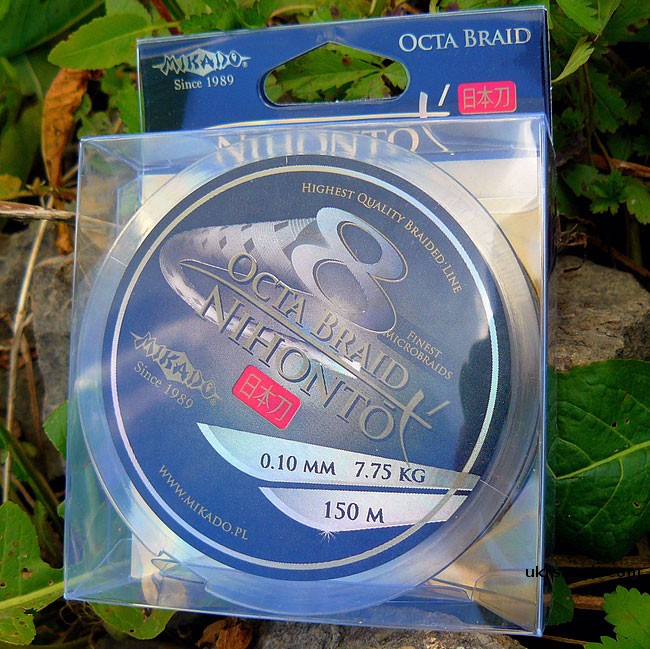 MIKADO
Since 1989
OCTA BRAID
日本刀
NIHONTO
HIGHEST QUALITY BRAIDED LINE
8
OCTA BRAID
NIHONTO
FINEST
MICROBRAIDS
MIKADO
Since 1989
日本刀
0.10 MM 7.75 KG
150 M
WWW.MIKADO.PL